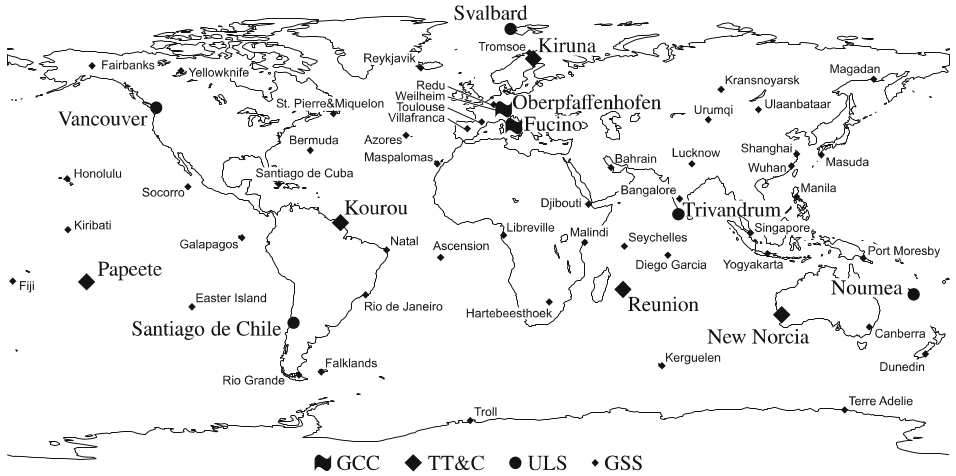 Svalbard
Tromsoe
Kiruna
Reykjavik
Fairbanks
Yellowknife
Magadan
Kransnoyarsk
Redu
Weilheim
Toulouse
Villafranca
Oberpfaffenhofen
Fucino
Urumqi
Ulaanbataar
St. Pierre&Miquelon
Vancouver
Azores
Bermuda
Maspalomas
Shanghai
Lucknow
Bahrain
Wuhan
Masuda
Honolulu
Santiago de Cuba
Socorro
Bangalore
Manila
Djibouti
Kourou
Trivandrum
Kiribati
Galapagos
Natal
Ascension
Libreville
Malindi
Seychelles
Singapore
Port Moresby
Diego Garcia
Yogyakarta
Papeete
Fiji
Noumea
Easter Island
Rio de Janeiro
Reunion
Hartebeesthoek
Santiago de Chile
New Norcia
Canberra
Kerguelen
Dunedin
Falklands
Rio Grande
Terre Adelie
Troll
GCC TT&C ULS GSS